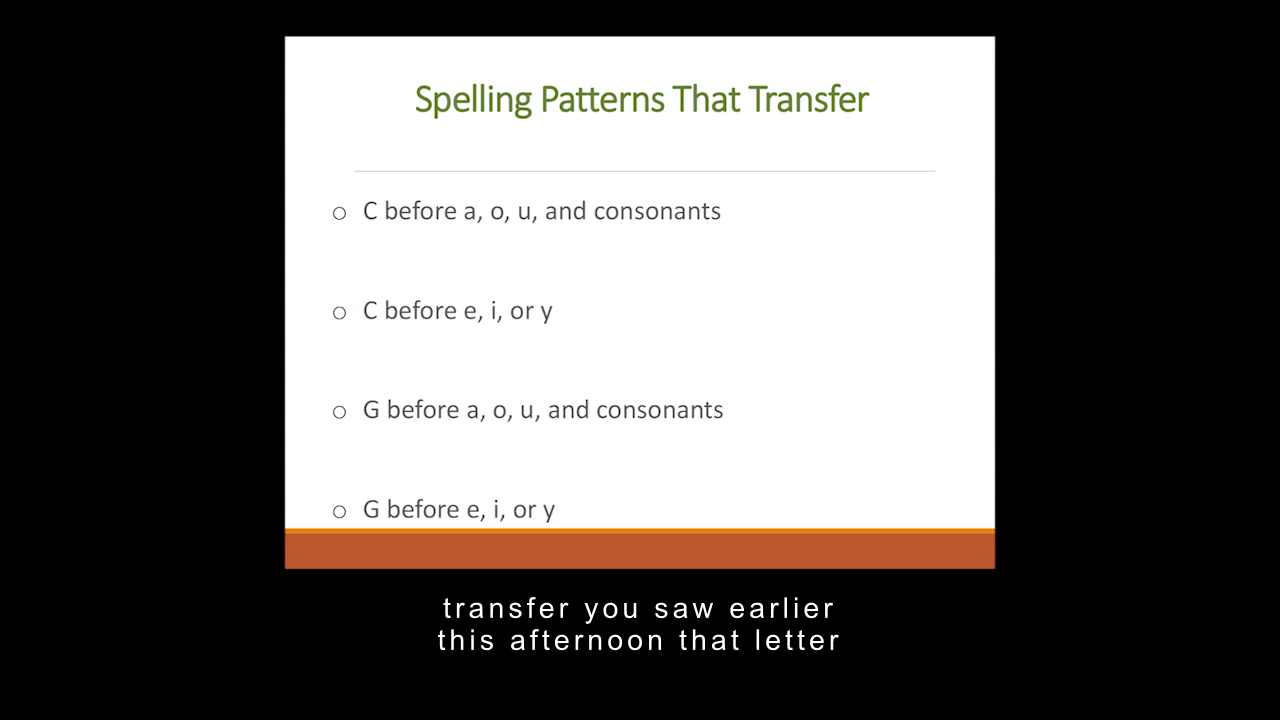 Spelling Patterns That Transfer
o C before a, o, u, and consonants
o C before e, i, or y
o G before a, o, u, and consonants
o G before e, i, or y
transfer you saw earlier
this afternoon that letter